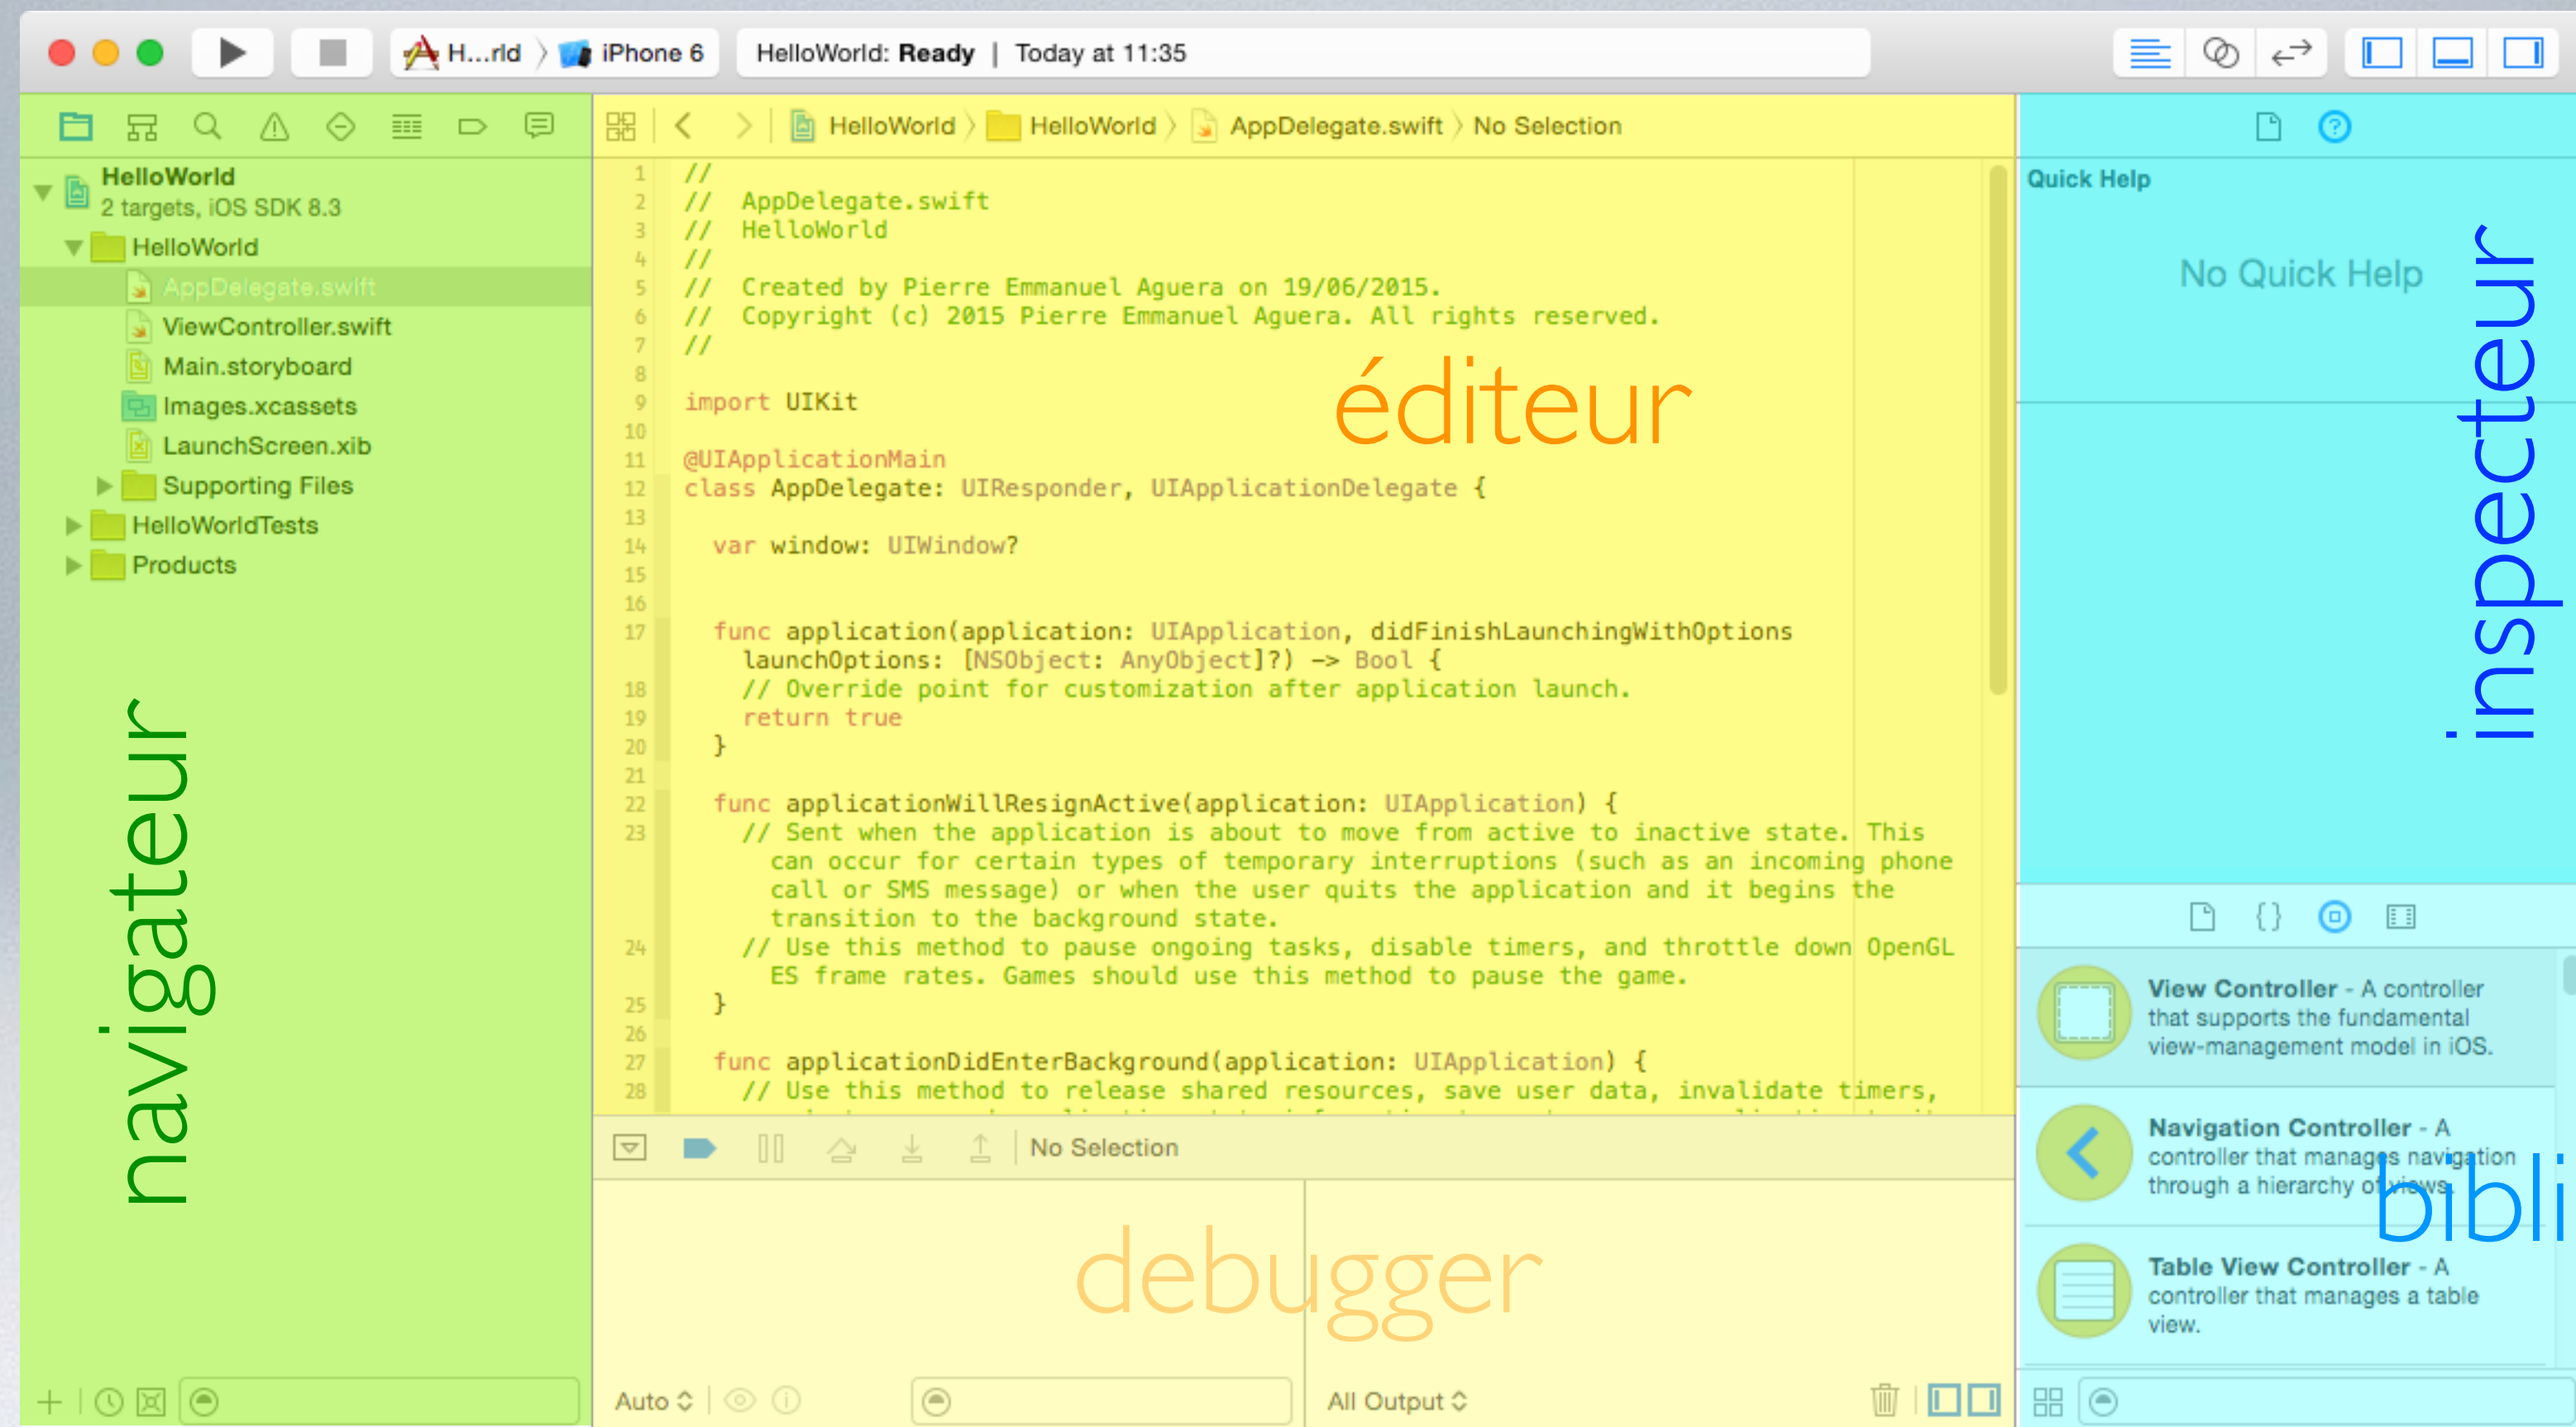 H...rld 〉 iPhone 6
HelloWorld: Ready | Today at 11:35
HelloWorld
2 targets, iOS SDK 8.3
HelloWorld
AppDelegate.swift
ViewController.swift
Main.storyboard
Images.xcassets
LaunchScreen.xib
Supporting Files
HelloWorldTests
Products
navigateur
HelloWorld 〉 HelloWorld 〉 AppDelegate.swift 〉 No Selection
1 //
2 // AppDelegate.swift
3 // HelloWorld
4 //
5 // Created by Pierre Emmanuel Aguera on 19/06/2015.
6 // Copyright (c) 2015 Pierre Emmanuel Aguera. All rights reserved.
7 //
8
9 import UIKit
10
11 @UIApplicationMain
12 class AppDelegate: UIResponder, UIApplicationDelegate {
13
14 var window: UIWindow?
15
16
17 func application(application: UIApplication, didFinishLaunchingWithOptions
launchOptions: [NSObject: AnyObject]?) -> Bool {
18 // Override point for customization after application launch.
19 return true
20 }
21
22 func applicationWillResignActive(application: UIApplication) {
23 // Sent when the application is about to move from active to inactive state. This
can occur for certain types of temporary interruptions (such as an incoming phone
call or SMS message) or when the user quits the application and it begins the
transition to the background state.
24 // Use this method to pause ongoing tasks, disable timers, and throttle down OpenGL
ES frame rates. Games should use this method to pause the game.
25 }
26
27 func applicationDidEnterBackground(application: UIApplication) {
28 // Use this method to release shared resources, save user data, invalidate timers,
éditeur
No Selection
debugger
Auto
All Output
Quick Help
No Quick Help
inspecteur
View Controller - A controller
that supports the fundamental
view-management model in iOS.
Navigation Controller - A
controller that manages navigation
through a hierarchy of views.
bibli
Table View Controller - A
controller that manages a table
view.